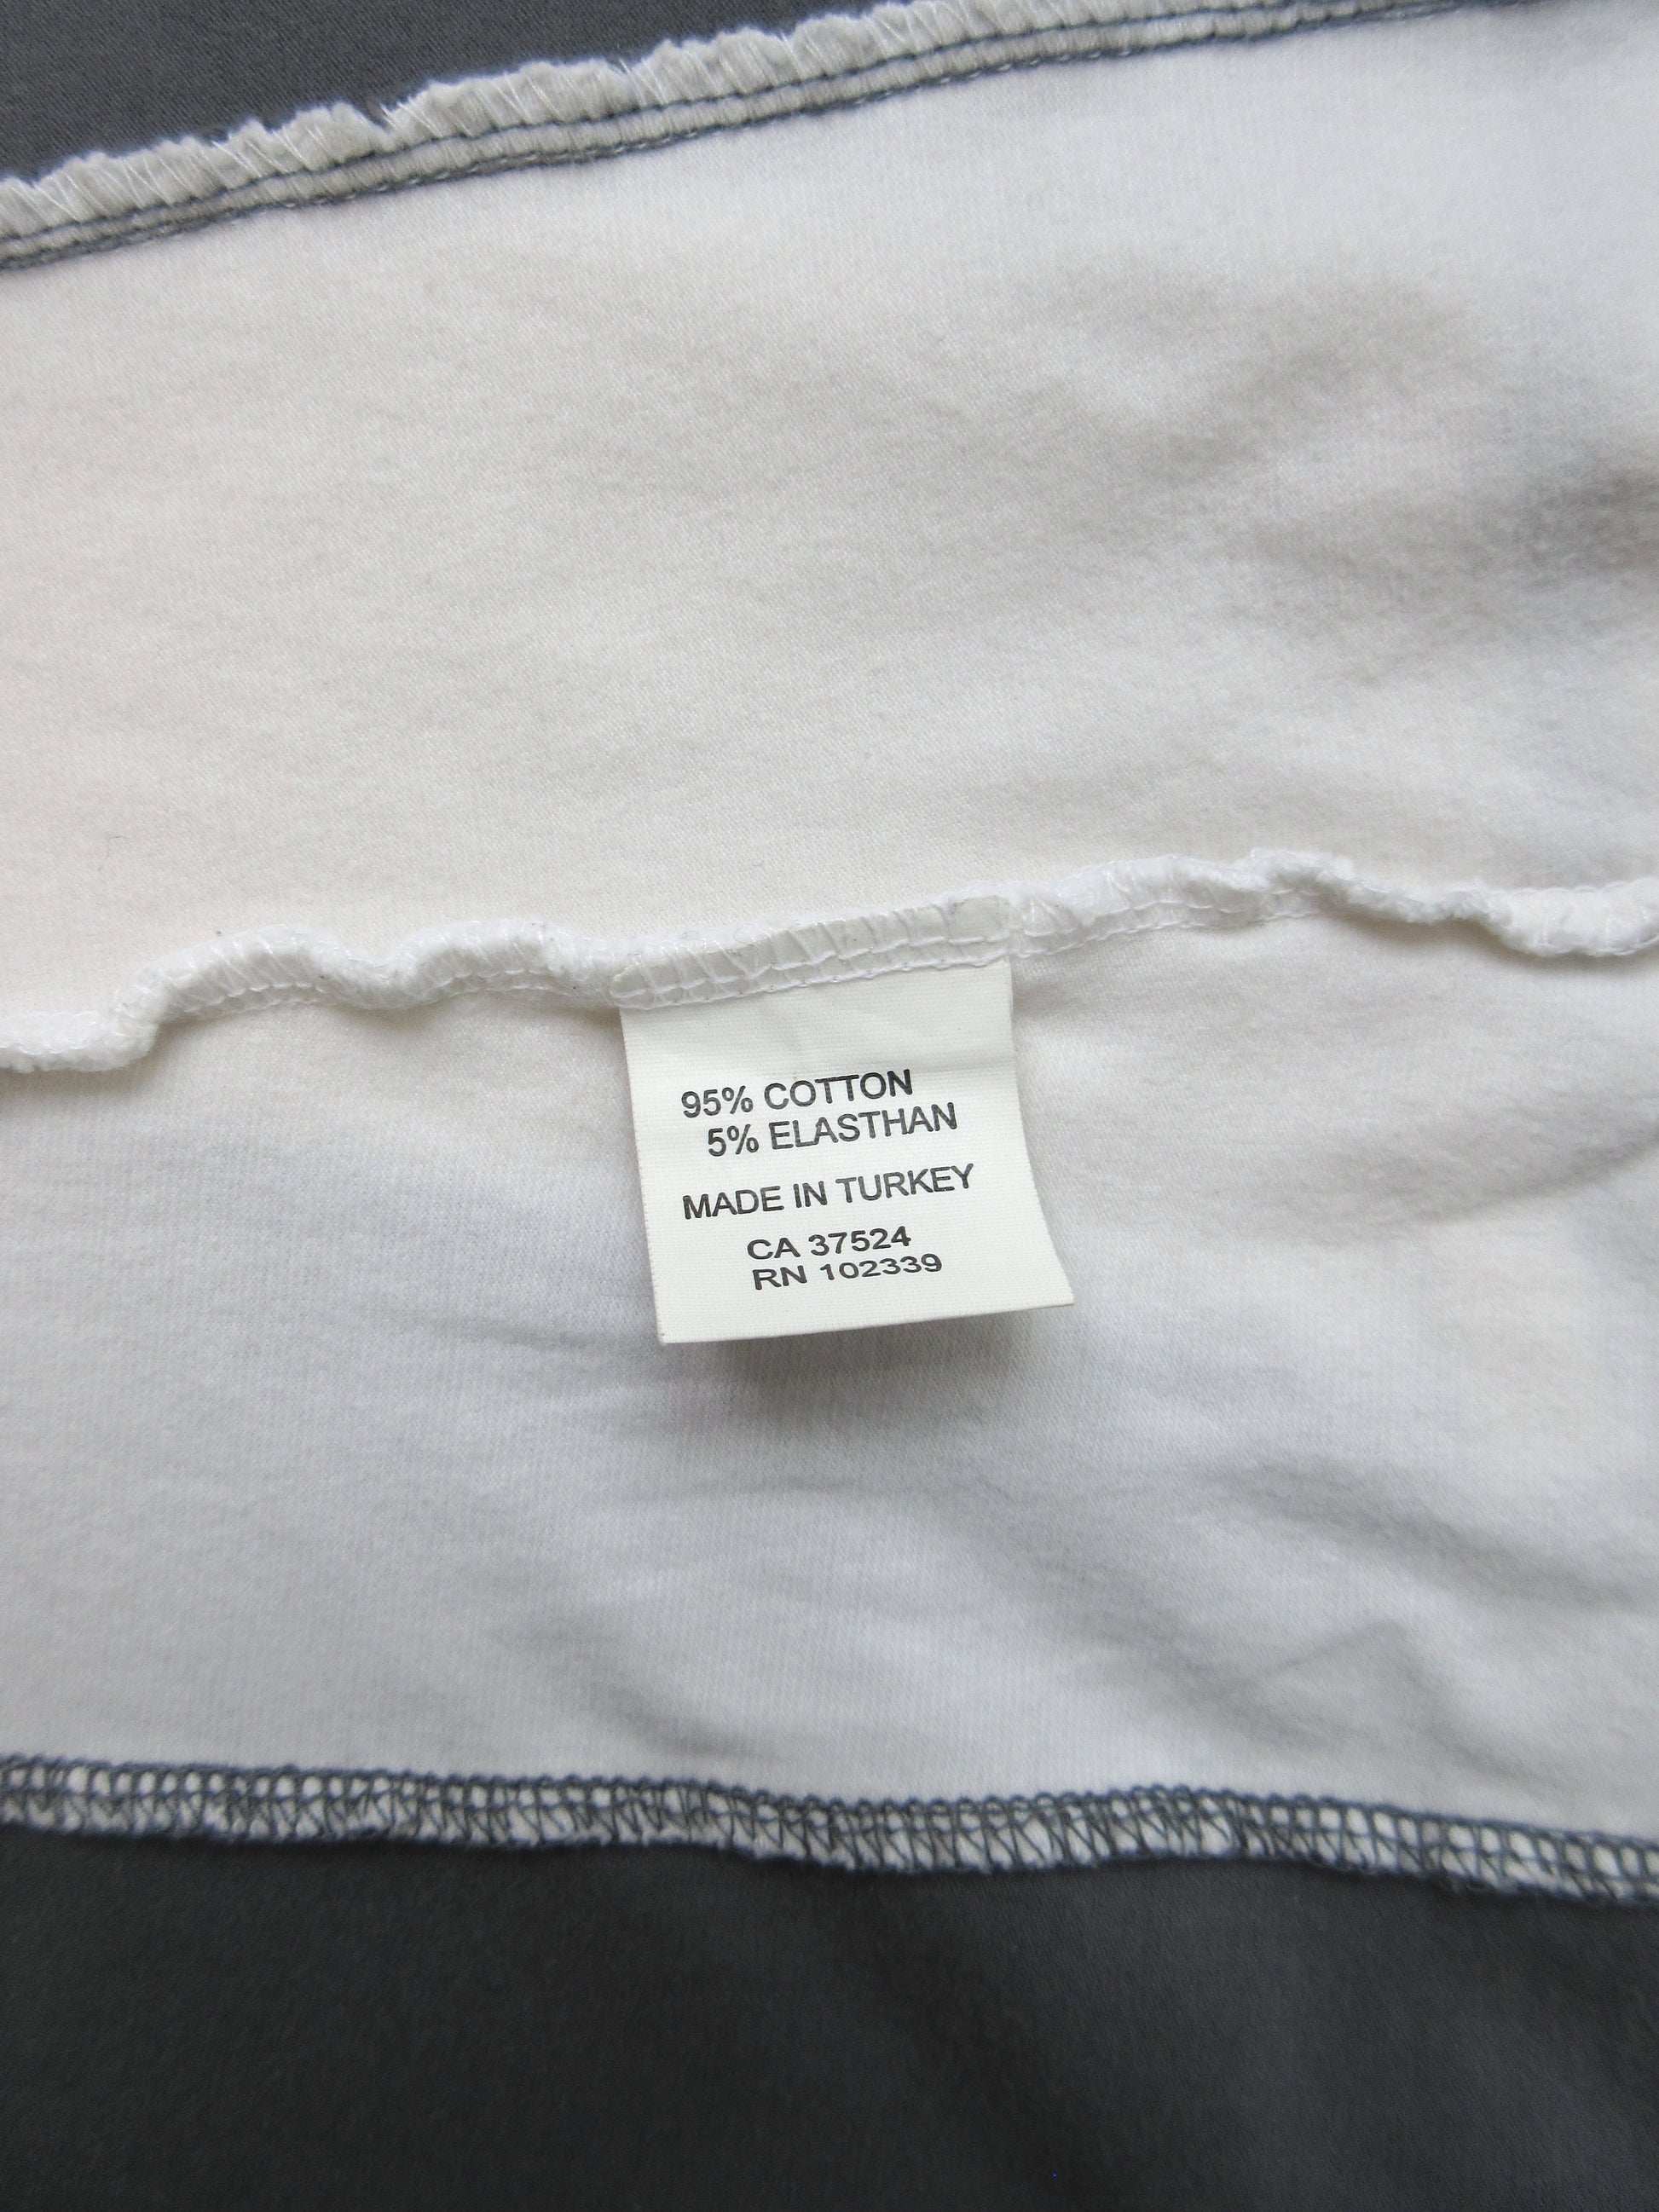 95% COTTON
5% ELASTHAN
MADE IN TURKEY
CA 37524
RN 102339